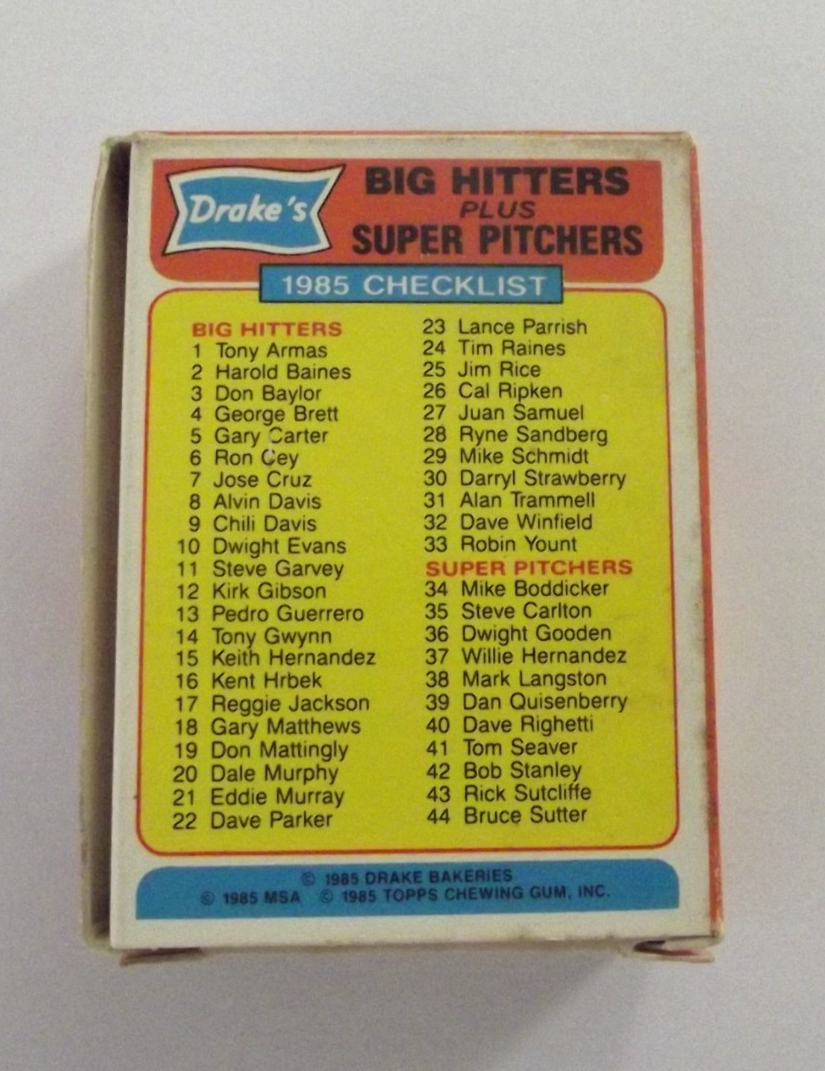 Drake's
BIG HITTERS
PLUS
SUPER PITCHERS
1985 CHECKLIST
BIG HITTERS
1 Tony Armas
2 Harold Baines
3 Don Baylor
4 George Brett
5 Gary Carter
6 Ron Cey
7 Jose Cruz
8 Alvin Davis
9 Chili Davis
10 Dwight Evans
11 Steve Garvey
12 Kirk Gibson
13 Pedro Guerrero
14 Tony Gwynn
15 Keith Hernandez
16 Kent Hrbek
17 Reggie Jackson
18 Gary Matthews
19 Don Mattingly
20 Dale Murphy
21 Eddie Murray
22 Dave Parker
23 Lance Parrish
24 Tim Raines
25 Jim Rice
26 Cal Ripken
27 Juan Samuel
28 Ryne Sandberg
29 Mike Schmidt
30 Darryl Strawberry
31 Alan Trammell
32 Dave Winfield
33 Robin Yount
SUPER PITCHERS
34 Mike Boddicker
35 Steve Carlton
36 Dwight Gooden
37 Willie Hernandez
38 Mark Langston
39 Dan Quisenberry
40 Dave Righetti
41 Tom Seaver
42 Bob Stanley
43 Rick Sutcliffe
44 Bruce Sutter
© 1985 DRAKE BAKERIES
© 1985 MSA © 1985 TOPPS CHEWING GUM, INC.